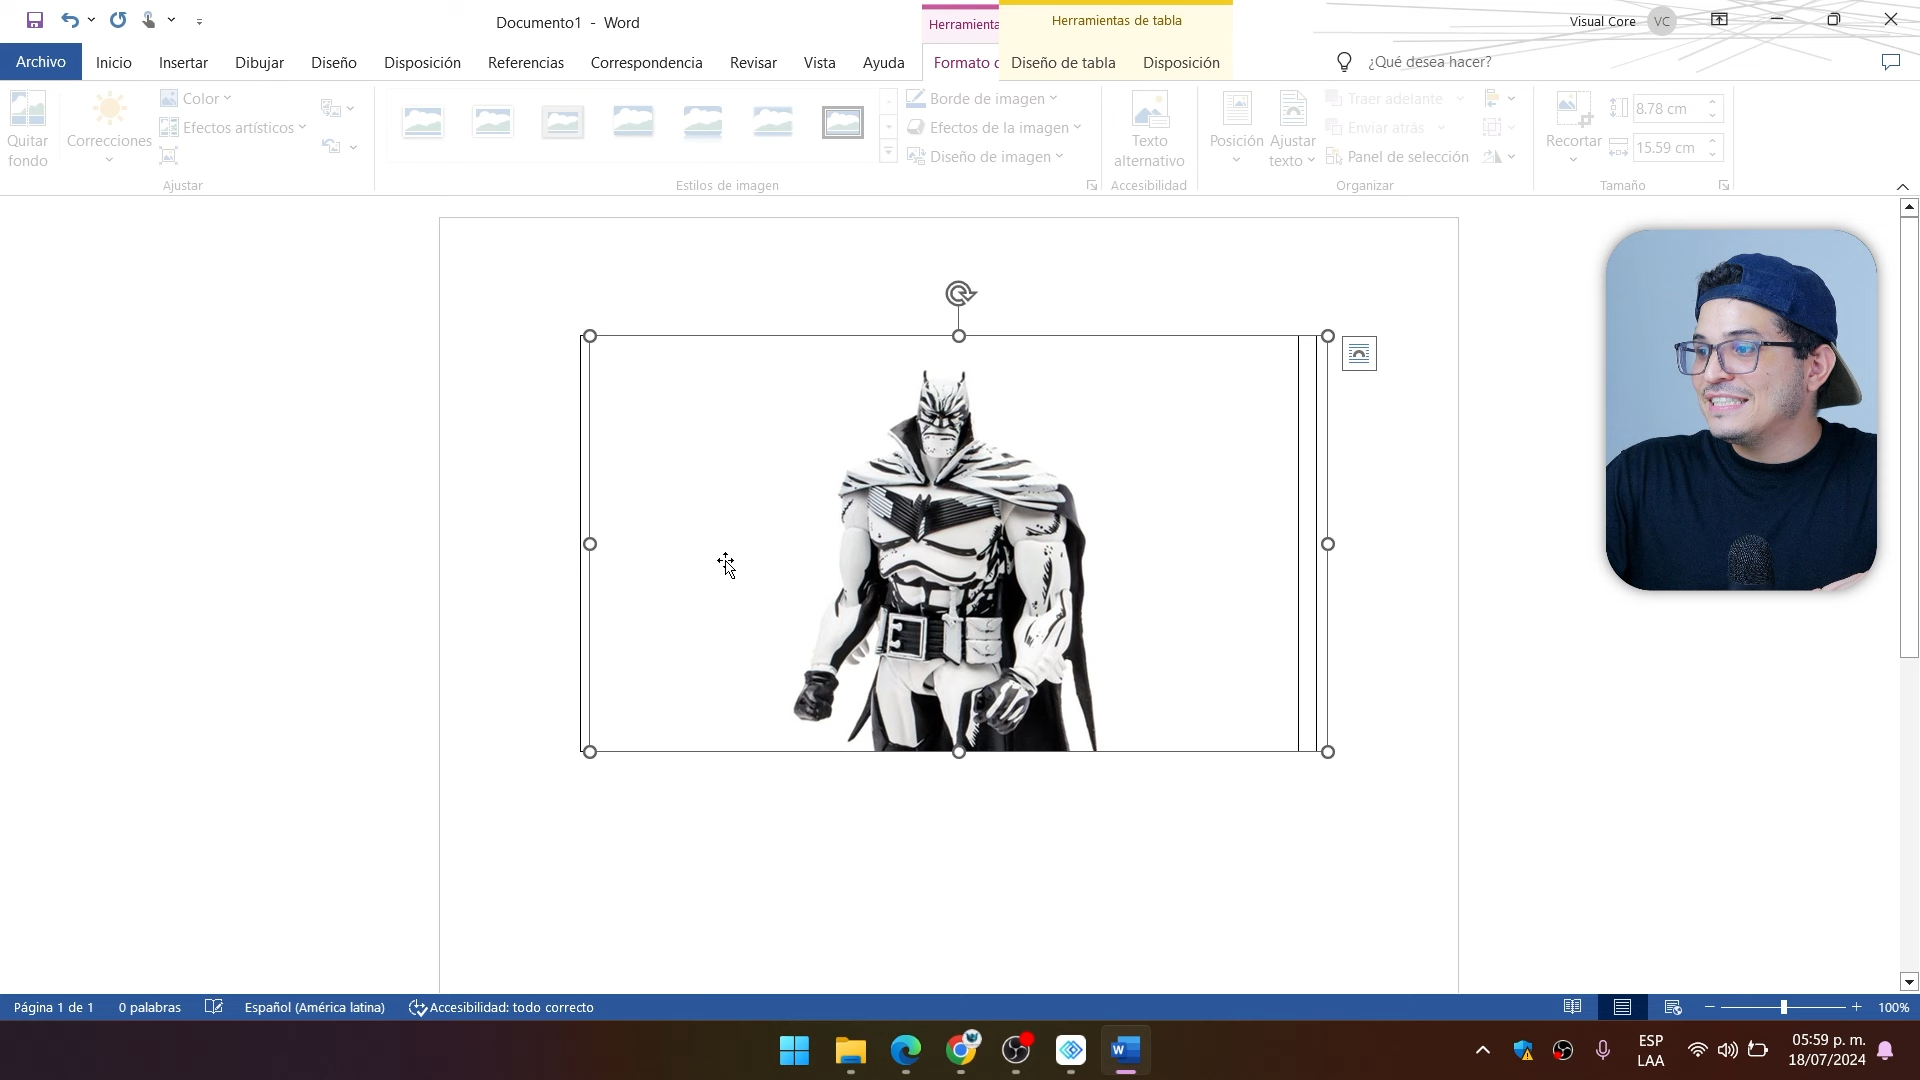 Documento1 - Word
Herramienta
Herramientas de tabla
Visual Core
VC
Archivo
Inicio
Insertar
Dibujar
Diseño
Disposición
Referencias
Correspondencia
Revisar
Vista
Ayuda
Formato d
Diseño de tabla
Disposición
¿Qué desea hacer?
Quitar
fondo
Correcciones
Color
Efectos artísticos
Ajustar
Estilos de imagen
Borde de imagen
Efectos de la imagen
Diseño de imagen
Texto
alternativo
Accesibilidad
Posición
Ajustar
texto
Traer adelante
Enviar atrás
Panel de selección
Organizar
Recortar
8.78 cm
15.59 cm
Tamaño
Página 1 de 1
0 palabras
Español (América latina)
Accesibilidad: todo correcto
100%
W
ESP
LAA
05:59 p. m.
18/07/2024